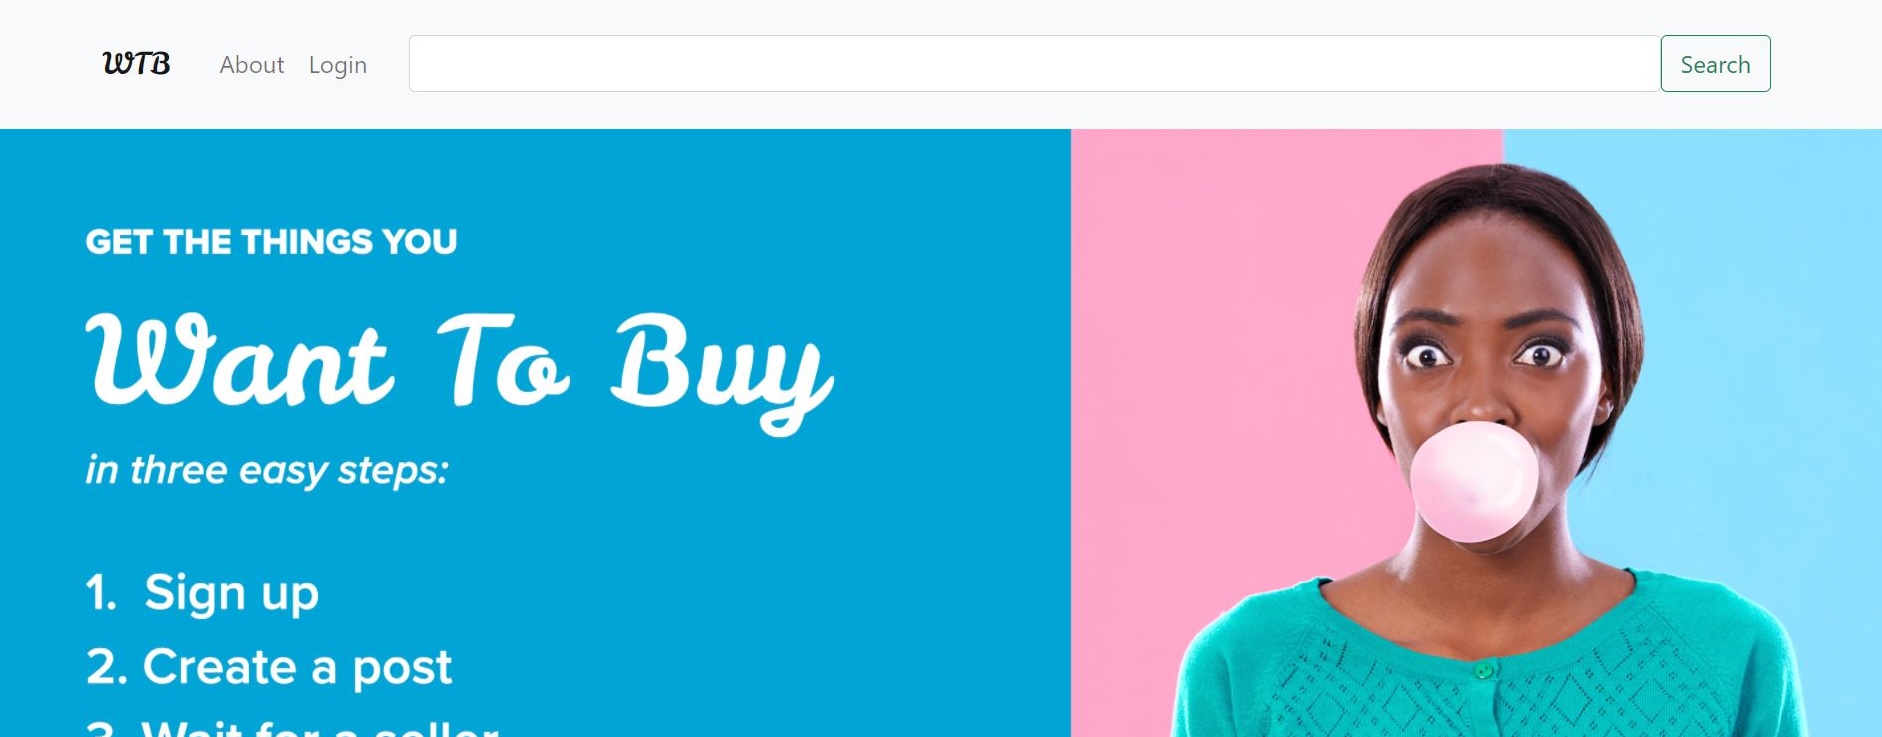 WTB About Login Search
GET THE THINGS YOU
Want To Buy
in three easy steps:
1. Sign up
2. Create a post
3. Wait for a seller